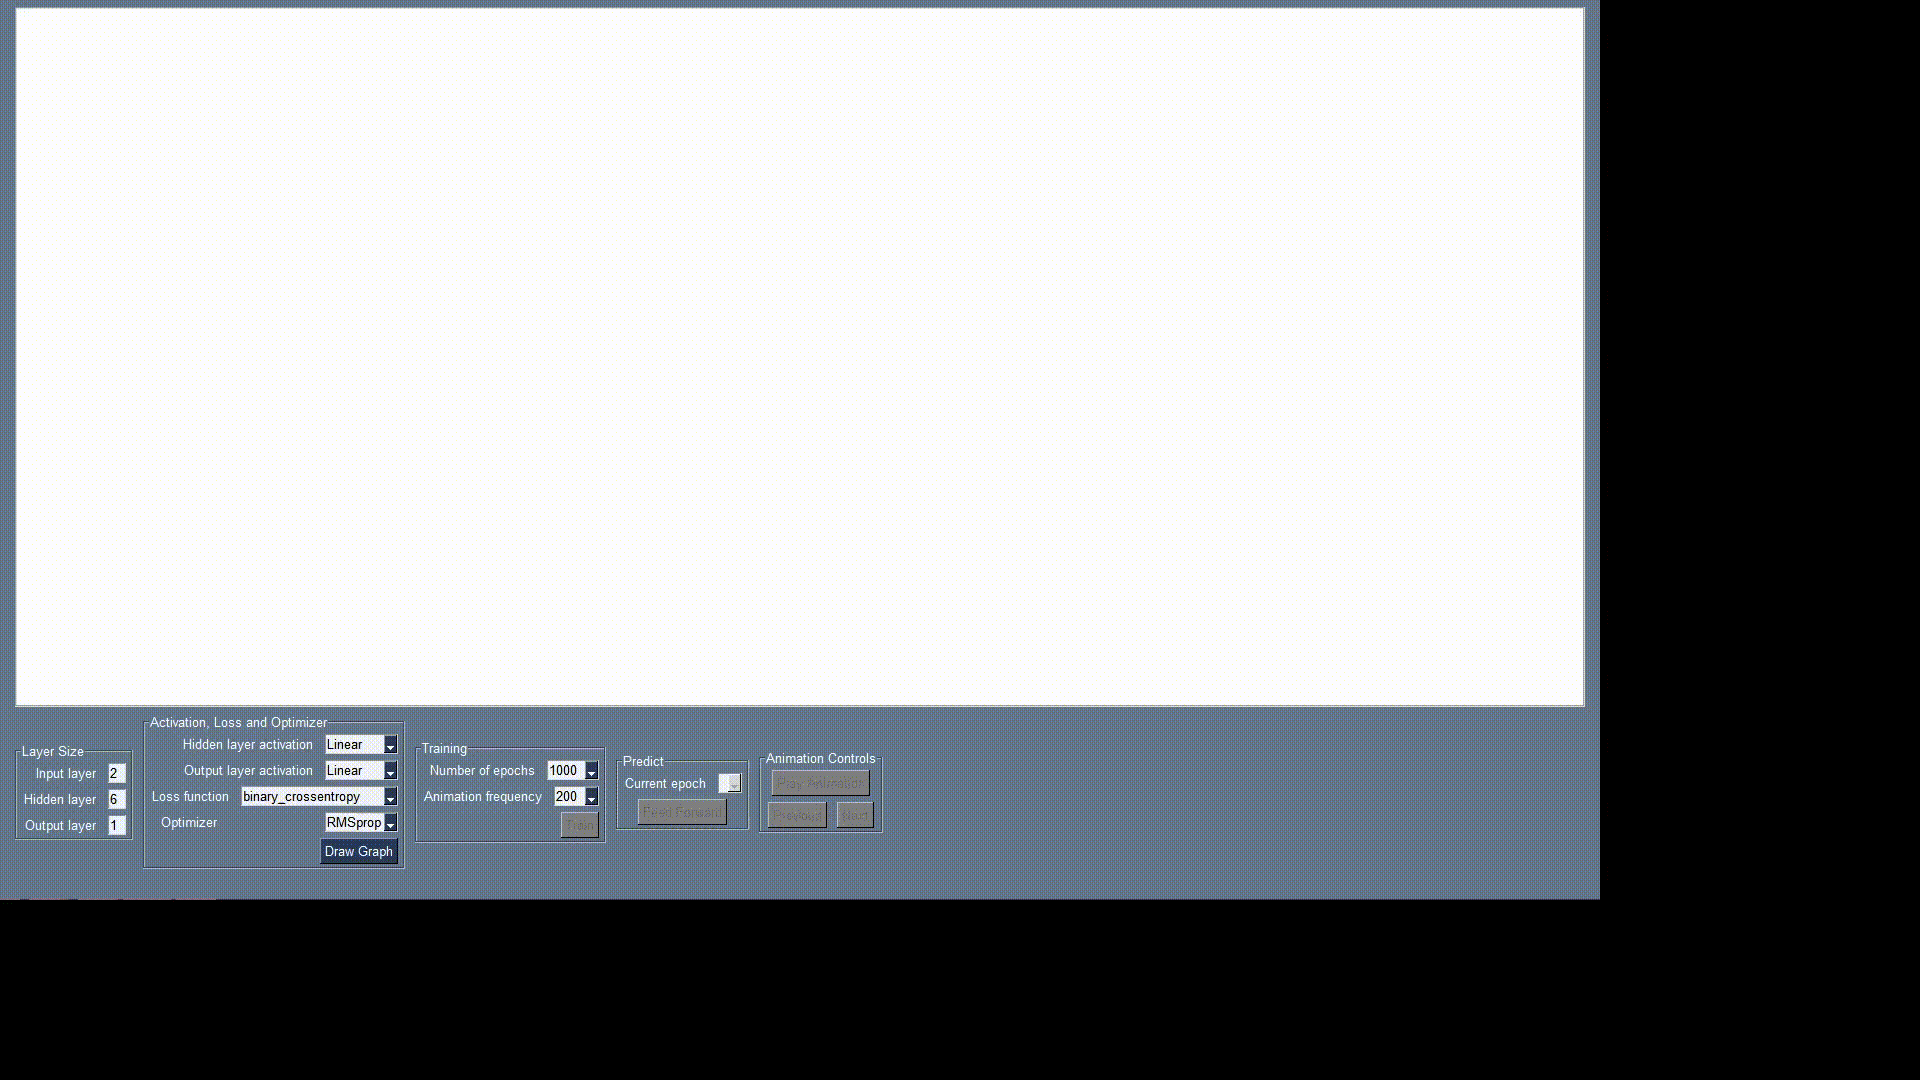 Layer Size
Input layer 2
Hidden layer 6
Output layer 1
Activation, Loss and Optimizer
Hidden layer activation Linear
Output layer activation Linear
Loss function binary_crossentropy
Optimizer RMSprop
Draw Graph
Training
Number of epochs 1000
Animation frequency 200
Train
Predict
Current epoch
Feed Forward
Animation Controls
Play Animation
Previous Next